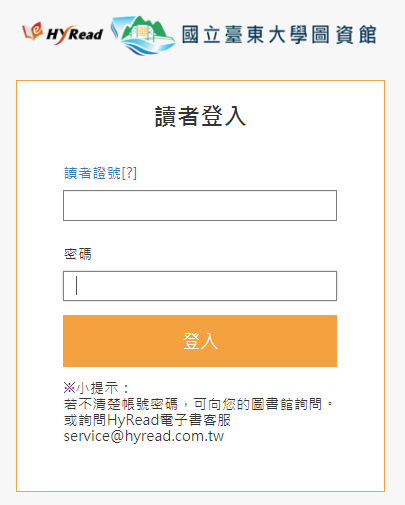 HyRead 國立臺東大學圖資館
讀者登入
讀者證號[?]
密碼
登入
※小提示：
若不清楚帳號密碼，可向您的圖書館詢問。
或詢問HyRead電子書客服
service@hyread.com.tw